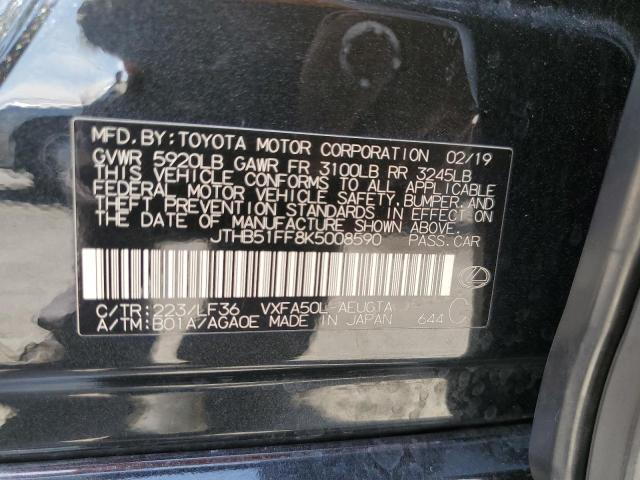 MFD. BY: TOYOTA MOTOR CORPORATION 02/19
GVWR 5920LB GAWR FR 3100LB RR 3245LB
THIS VEHICLE CONFORMS TO ALL APPLICABLE
FEDERAL MOTOR VEHICLE SAFETY, BUMPER, AND
THEFT PREVENTION STANDARDS IN EFFECT ON
THE DATE OF MANUFACTURE SHOWN ABOVE.
JTHB51FF8K5008590 PASS. CAR
C/TR: 223/LF36 VXFA50L-AEUGTA
A/TM: B01A/AGA0E MADE IN JAPAN 644 C